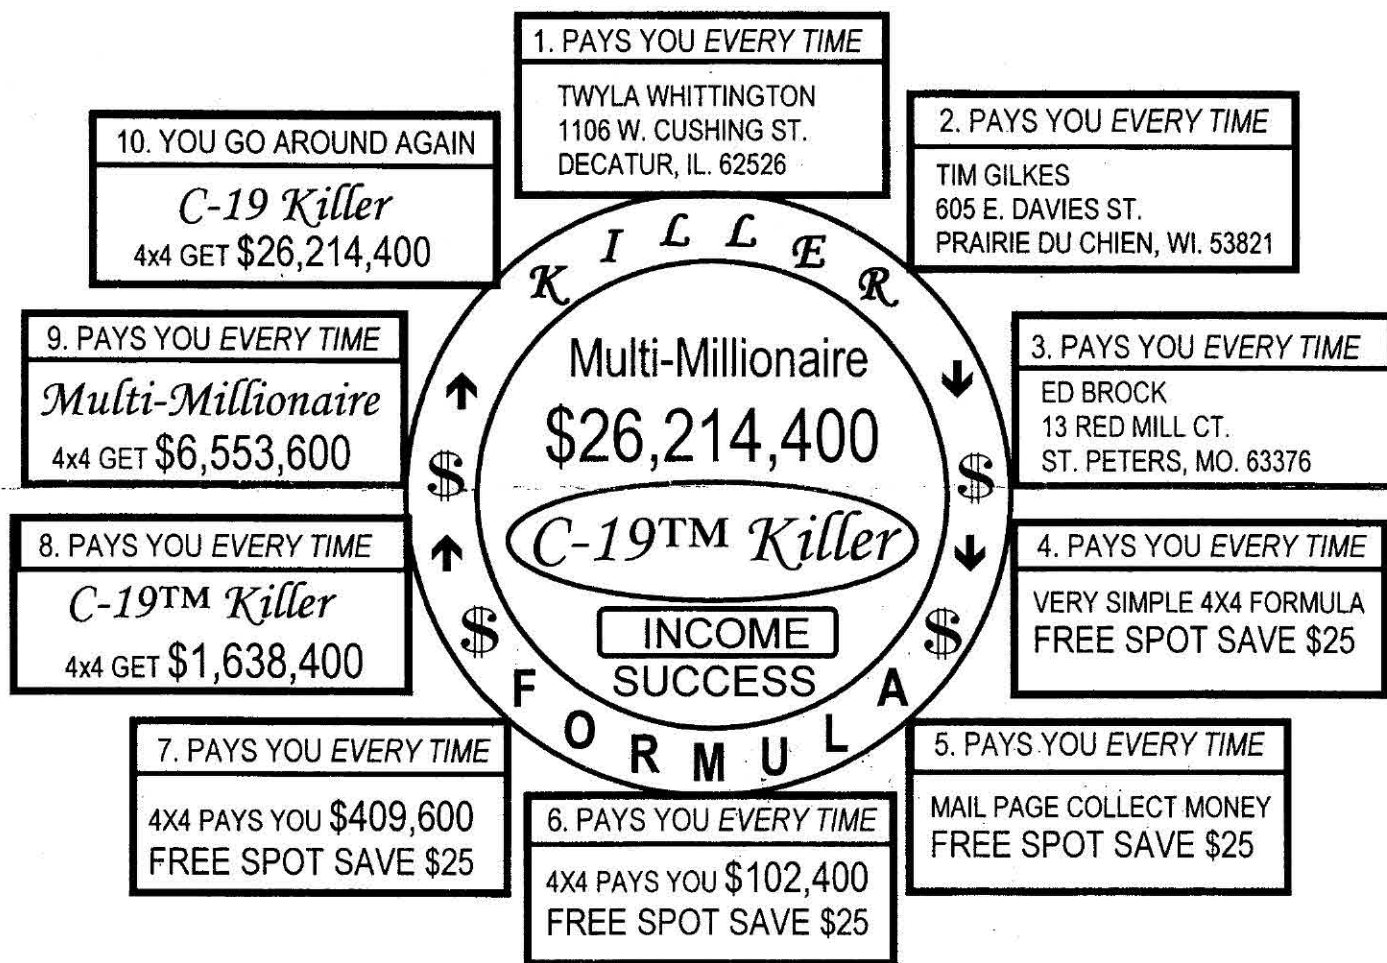 1. PAYS YOU EVERY TIME
TWYLA WHITTINGTON
1106 W. CUSHING ST.
DECATUR, IL. 62526
2. PAYS YOU EVERY TIME
TIM GILKES
605 E. DAVIES ST.
PRAIRIE DU CHIEN, WI. 53821
3. PAYS YOU EVERY TIME
ED BROCK
13 RED MILL CT.
ST. PETERS, MO. 63376
4. PAYS YOU EVERY TIME
VERY SIMPLE 4X4 FORMULA
FREE SPOT SAVE $25
5. PAYS YOU EVERY TIME
MAIL PAGE COLLECT MONEY
FREE SPOT SAVE $25
6. PAYS YOU EVERY TIME
4X4 PAYS YOU $102,400
FREE SPOT SAVE $25
7. PAYS YOU EVERY TIME
4X4 PAYS YOU $409,600
FREE SPOT SAVE $25
8. PAYS YOU EVERY TIME
C-19™ Killer
4x4 GET $1,638,400
9. PAYS YOU EVERY TIME
Multi-Millionaire
4x4 GET $6,553,600
10. YOU GO AROUND AGAIN
C-19 Killer
4x4 GET $26,214,400
KILLER
$ $
$ $
FORMULA
Multi-Millionaire
$26,214,400
C-19™ Killer
INCOME
SUCCESS